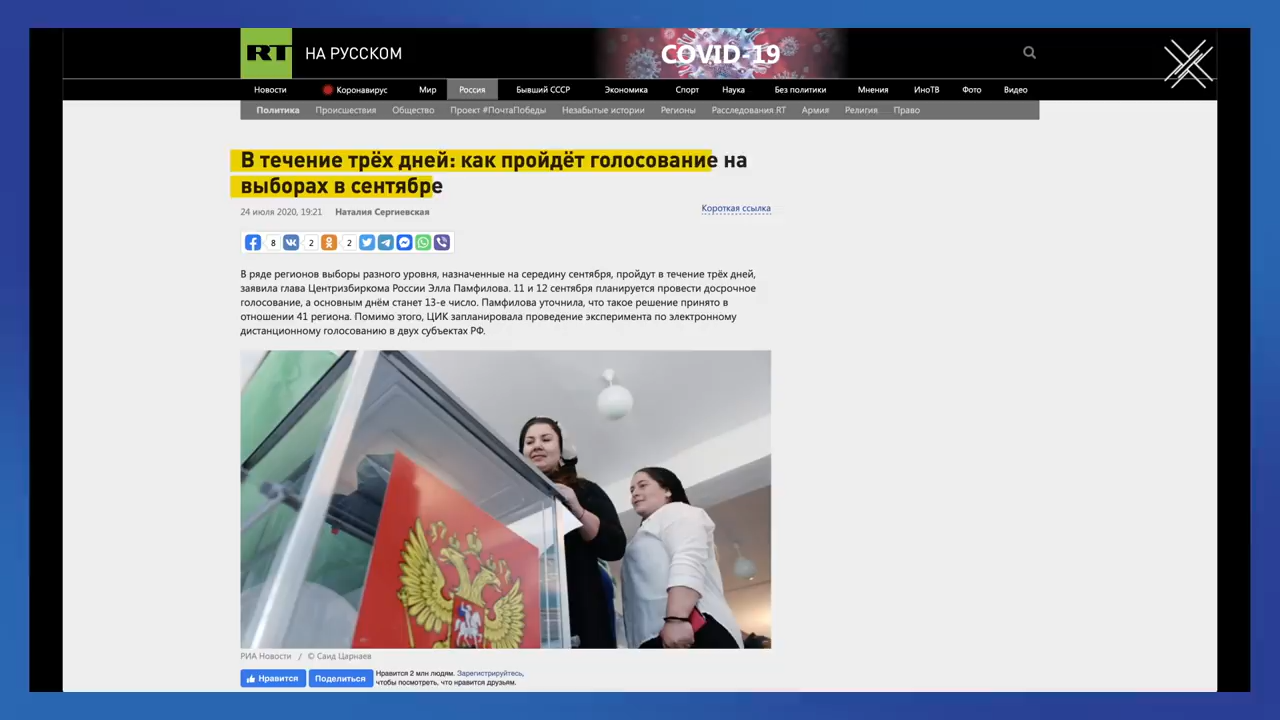 RT НА РУССКОМ
COVID-19
Новости Коронавирус Мир Россия Бывший СССР Экономика Спорт Наука Без политики Мнения ИноТВ Фото Видео
Политика Происшествия Общество Проект #ПочтаПобеды Незабытые истории Регионы Расследования RT Армия Религия Право
В течение трёх дней: как пройдёт голосование на
выборах в сентябре
24 июля 2020, 19:21 Наталия Сергиевская
Короткая ссылка
8 2 2
В ряде регионов выборы разного уровня, назначенные на середину сентября, пройдут в течение трёх дней,
заявила глава Центризбиркома России Элла Памфилова. 11 и 12 сентября планируется провести досрочное
голосование, а основным днём станет 13-е число. Памфилова уточнила, что такое решение принято в
отношении 41 региона. Помимо этого, ЦИК запланировала проведение эксперимента по электронному
дистанционному голосованию в двух субъектах РФ.
РИА Новости / © Саид Царнаев
Нравится Поделиться Нравится 2 млн людям. Зарегистрируйтесь,
чтобы посмотреть, что нравится друзьям.